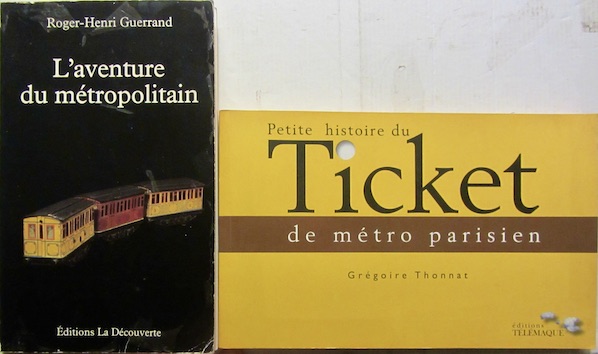 Roger-Henri Guerrand
L'aventure
du métropolitain
Éditions La Découverte
Petite histoire du
Ticket
de métro parisien
Grégoire Thonnat
éditions
TÉLÉMAQUE